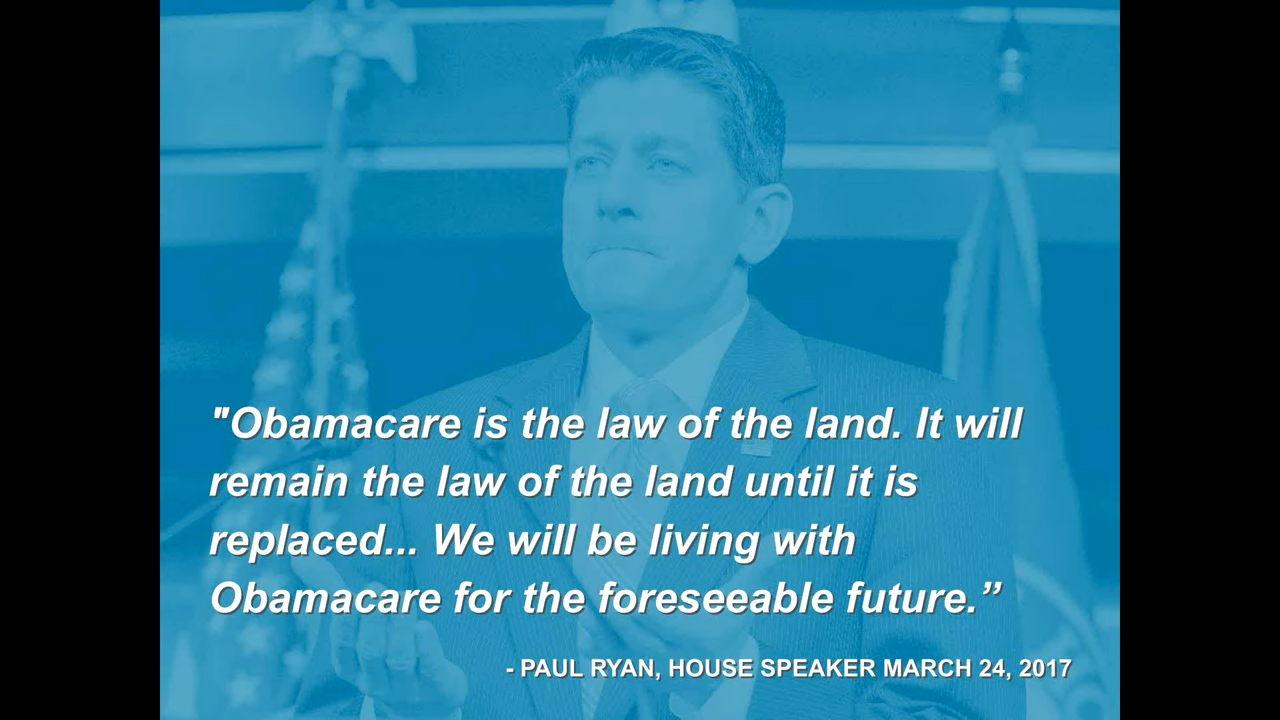 "Obamacare is the law of the land. It will
remain the law of the land until it is
replaced... We will be living with
Obamacare for the foreseeable future.”
- PAUL RYAN, HOUSE SPEAKER MARCH 24, 2017